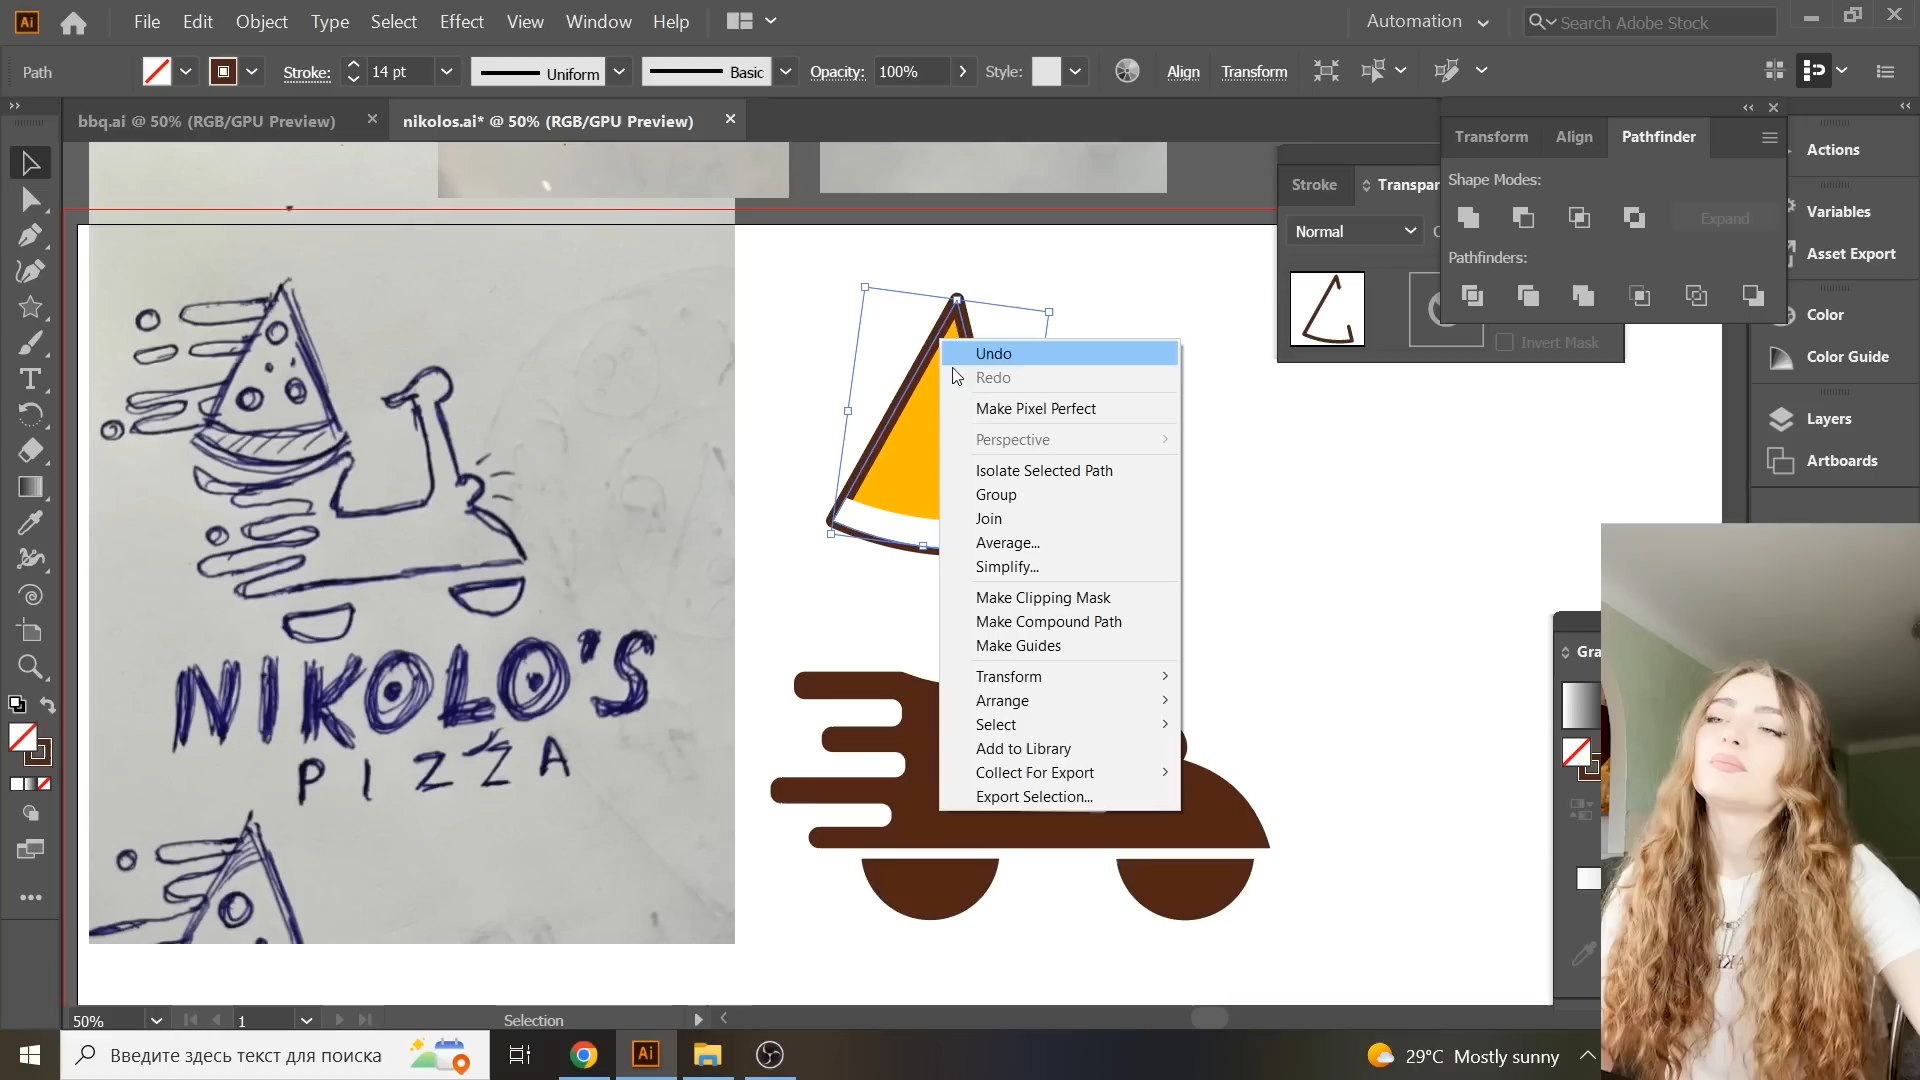 File Edit Object Type Select Effect View Window Help
Automation
Search Adobe Stock
Path
Stroke: 14 pt
Uniform
Basic
Opacity: 100%
Style:
Align
Transform
bbq.ai @ 50% (RGB/GPU Preview)
nikolos.ai* @ 50% (RGB/GPU Preview)
Transform Align Pathfinder
Shape Modes:
Expand
Pathfinders:
Stroke
Transpar
Normal
Invert Mask
Actions
Variables
Asset Export
Color
Color Guide
Layers
Artboards
Undo
Redo
Make Pixel Perfect
Perspective
Isolate Selected Path
Group
Join
Average...
Simplify...
Make Clipping Mask
Make Compound Path
Make Guides
Transform
Arrange
Select
Add to Library
Collect For Export
Export Selection...
NIKOLO'S
PIZZA
Gra
50%
1
Selection
Введите здесь текст для поиска
29°C Mostly sunny